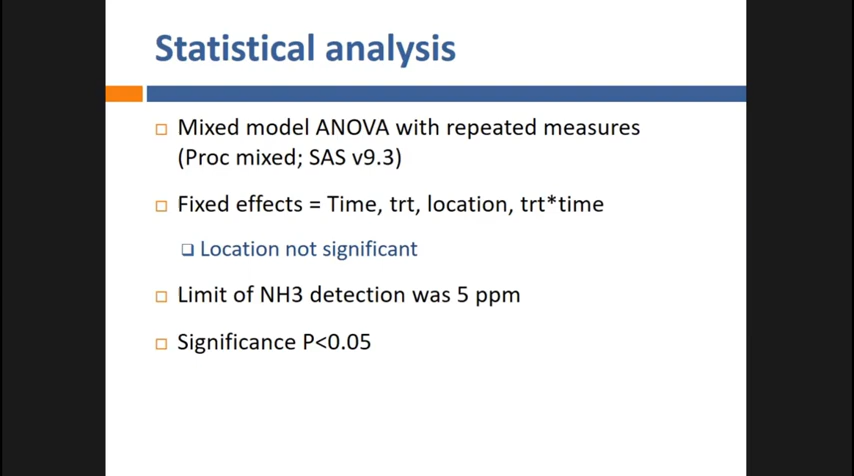 Statistical analysis
Mixed model ANOVA with repeated measures
(Proc mixed; SAS v9.3)
Fixed effects = Time, trt, location, trt*time
Location not significant
Limit of NH3 detection was 5 ppm
Significance P<0.05